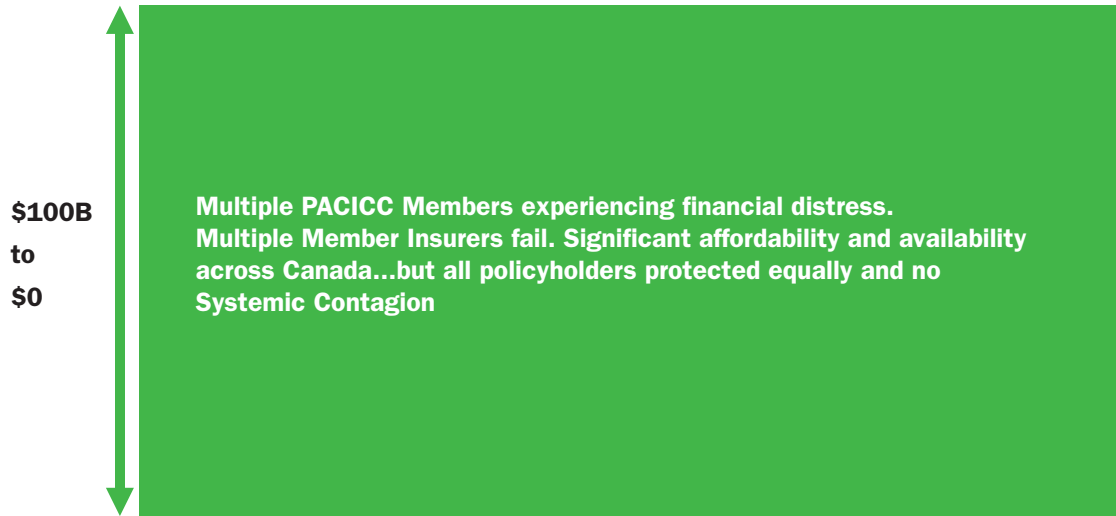 $100B
to
$0
Multiple PACICC Members experiencing financial distress.
Multiple Member Insurers fail. Significant affordability and availability
across Canada...but all policyholders protected equally and no
Systemic Contagion